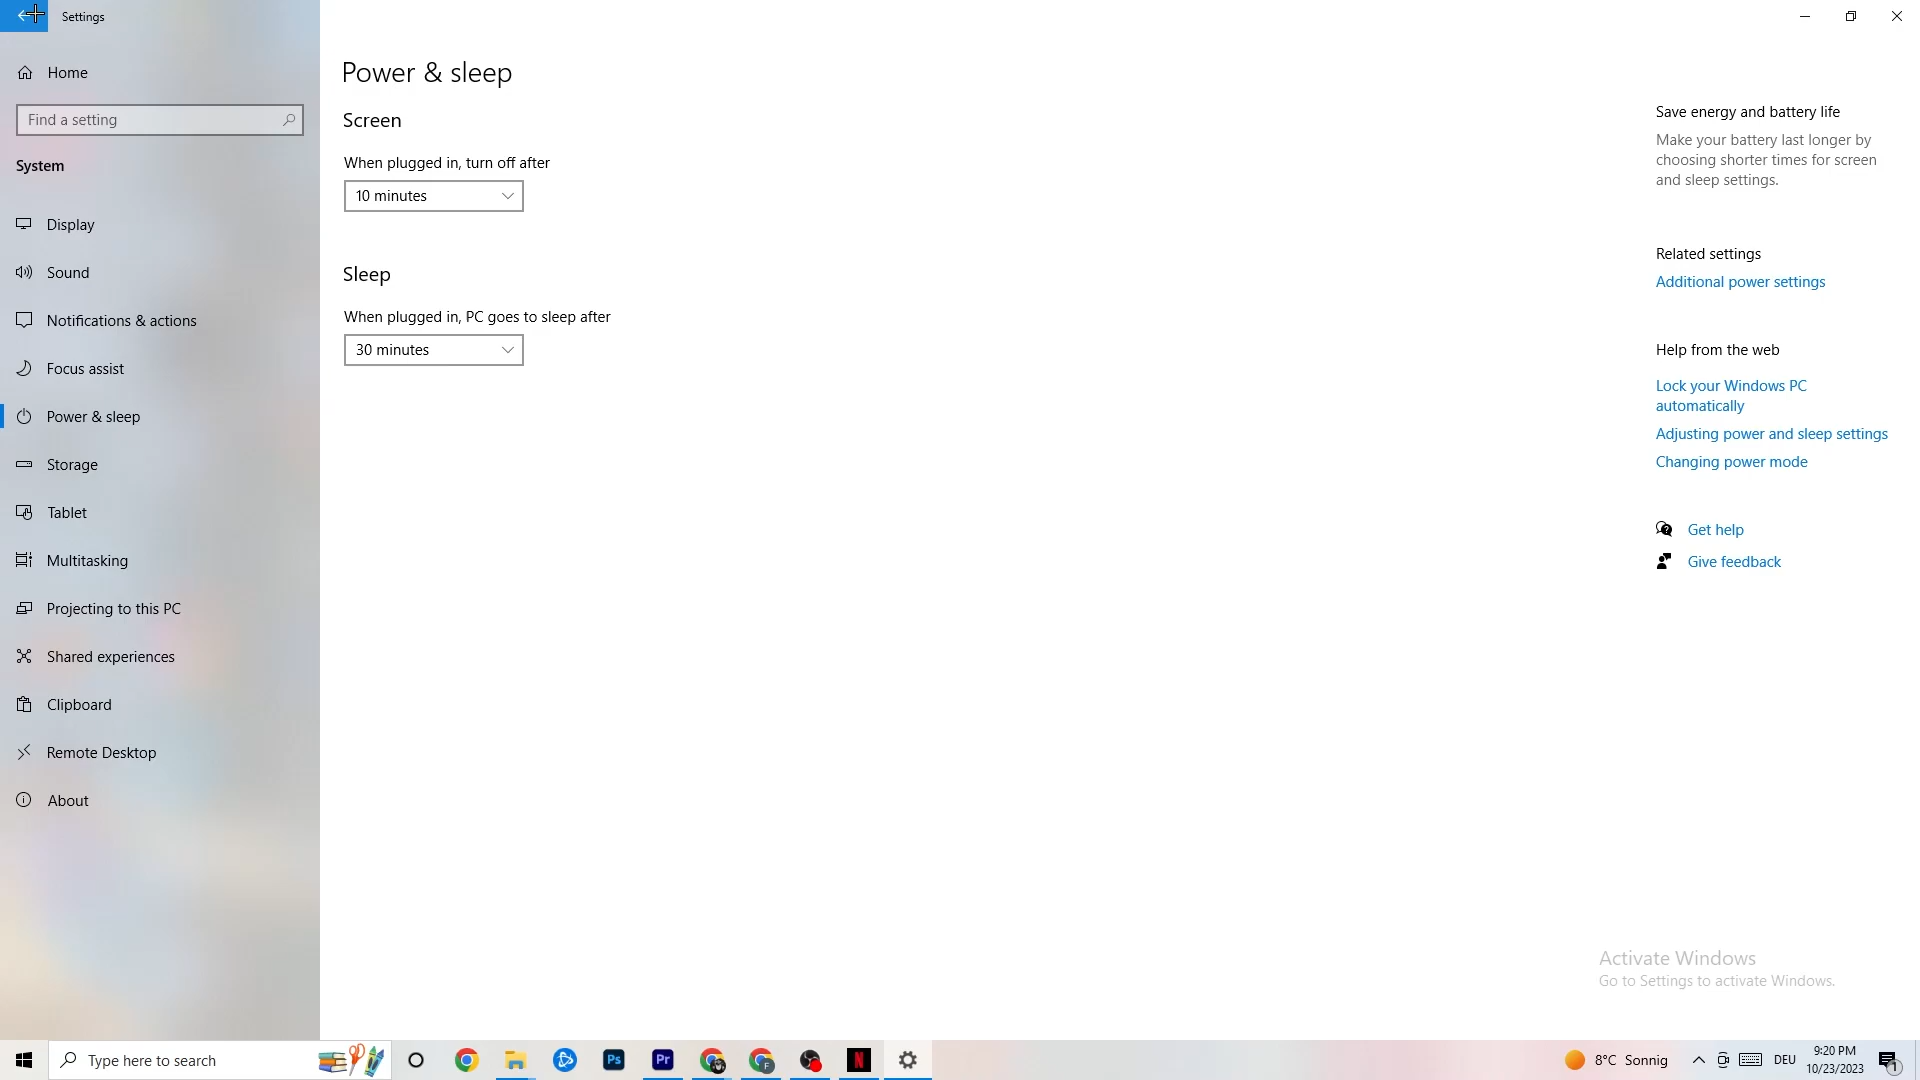 Settings
Home
Find a setting
System
Display
Sound
Notifications & actions
Focus assist
Power & sleep
Storage
Tablet
Multitasking
Projecting to this PC
Shared experiences
Clipboard
Remote Desktop
About
Power & sleep
Screen
When plugged in, turn off after
10 minutes
Sleep
When plugged in, PC goes to sleep after
30 minutes
Save energy and battery life
Make your battery last longer by
choosing shorter times for screen
and sleep settings.
Related settings
Additional power settings
Help from the web
Lock your Windows PC
automatically
Adjusting power and sleep settings
Changing power mode
Get help
Give feedback
Activate Windows
Go to Settings to activate Windows.
Type here to search
Ps
Pr
F
N
8°C Sonnig
DEU
9:20 PM
10/23/2023
1